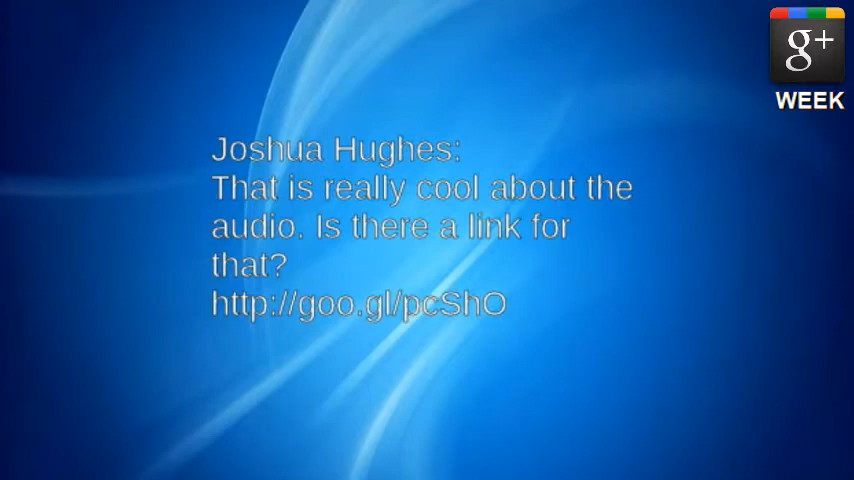 g+
WEEK
Joshua Hughes:
That is really cool about the
audio. Is there a link for
that?
http://goo.gl/pcShO